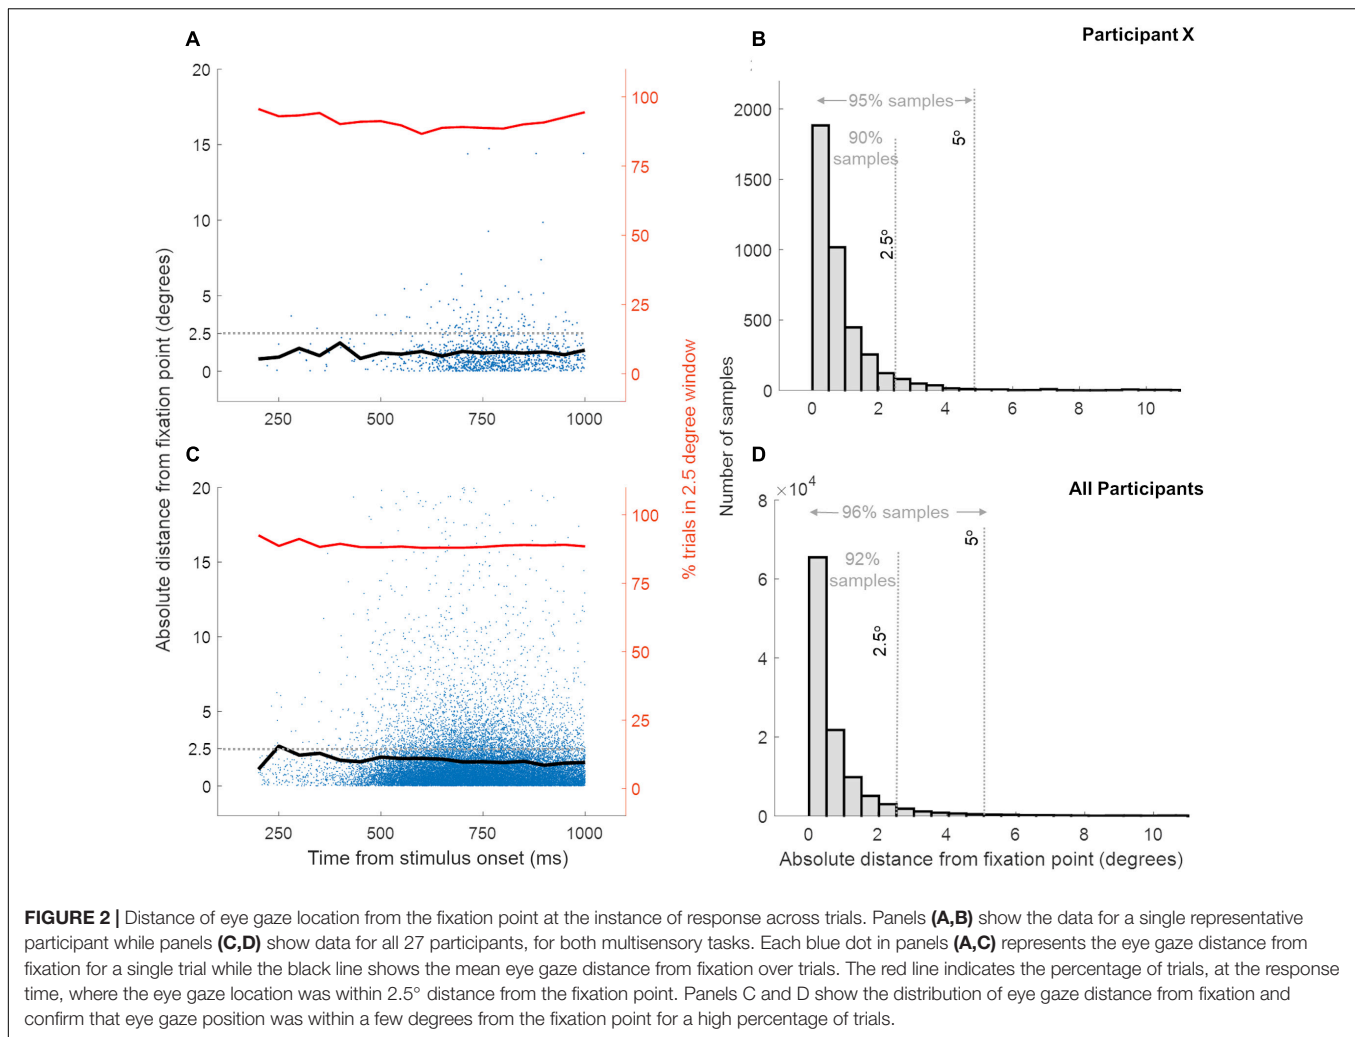 A
B
Participant X
20
15
10
5
2.5
0
100
75
50
25
0
250
500
750
1000
2000
1500
1000
500
0
95% samples
90%
samples
2.5º
5º
0
2
4
6
8
10
Absolute distance from fixation point (degrees)
% trials in 2.5 degree window
Number of samples
C
D
All Participants
20
15
10
5
2.5
0
100
75
50
25
0
250
500
750
1000
Time from stimulus onset (ms)
×10⁴
8
6
4
2
0
96% samples
92%
samples
2.5º
5º
0
2
4
6
8
10
Absolute distance from fixation point (degrees)
FIGURE 2 | Distance of eye gaze location from the fixation point at the instance of response across trials. Panels (A,B) show the data for a single representative
participant while panels (C,D) show data for all 27 participants, for both multisensory tasks. Each blue dot in panels (A,C) represents the eye gaze distance from
fixation for a single trial while the black line shows the mean eye gaze distance from fixation over trials. The red line indicates the percentage of trials, at the response
time, where the eye gaze location was within 2.5° distance from the fixation point. Panels C and D show the distribution of eye gaze distance from fixation and
confirm that eye gaze position was within a few degrees from the fixation point for a high percentage of trials.